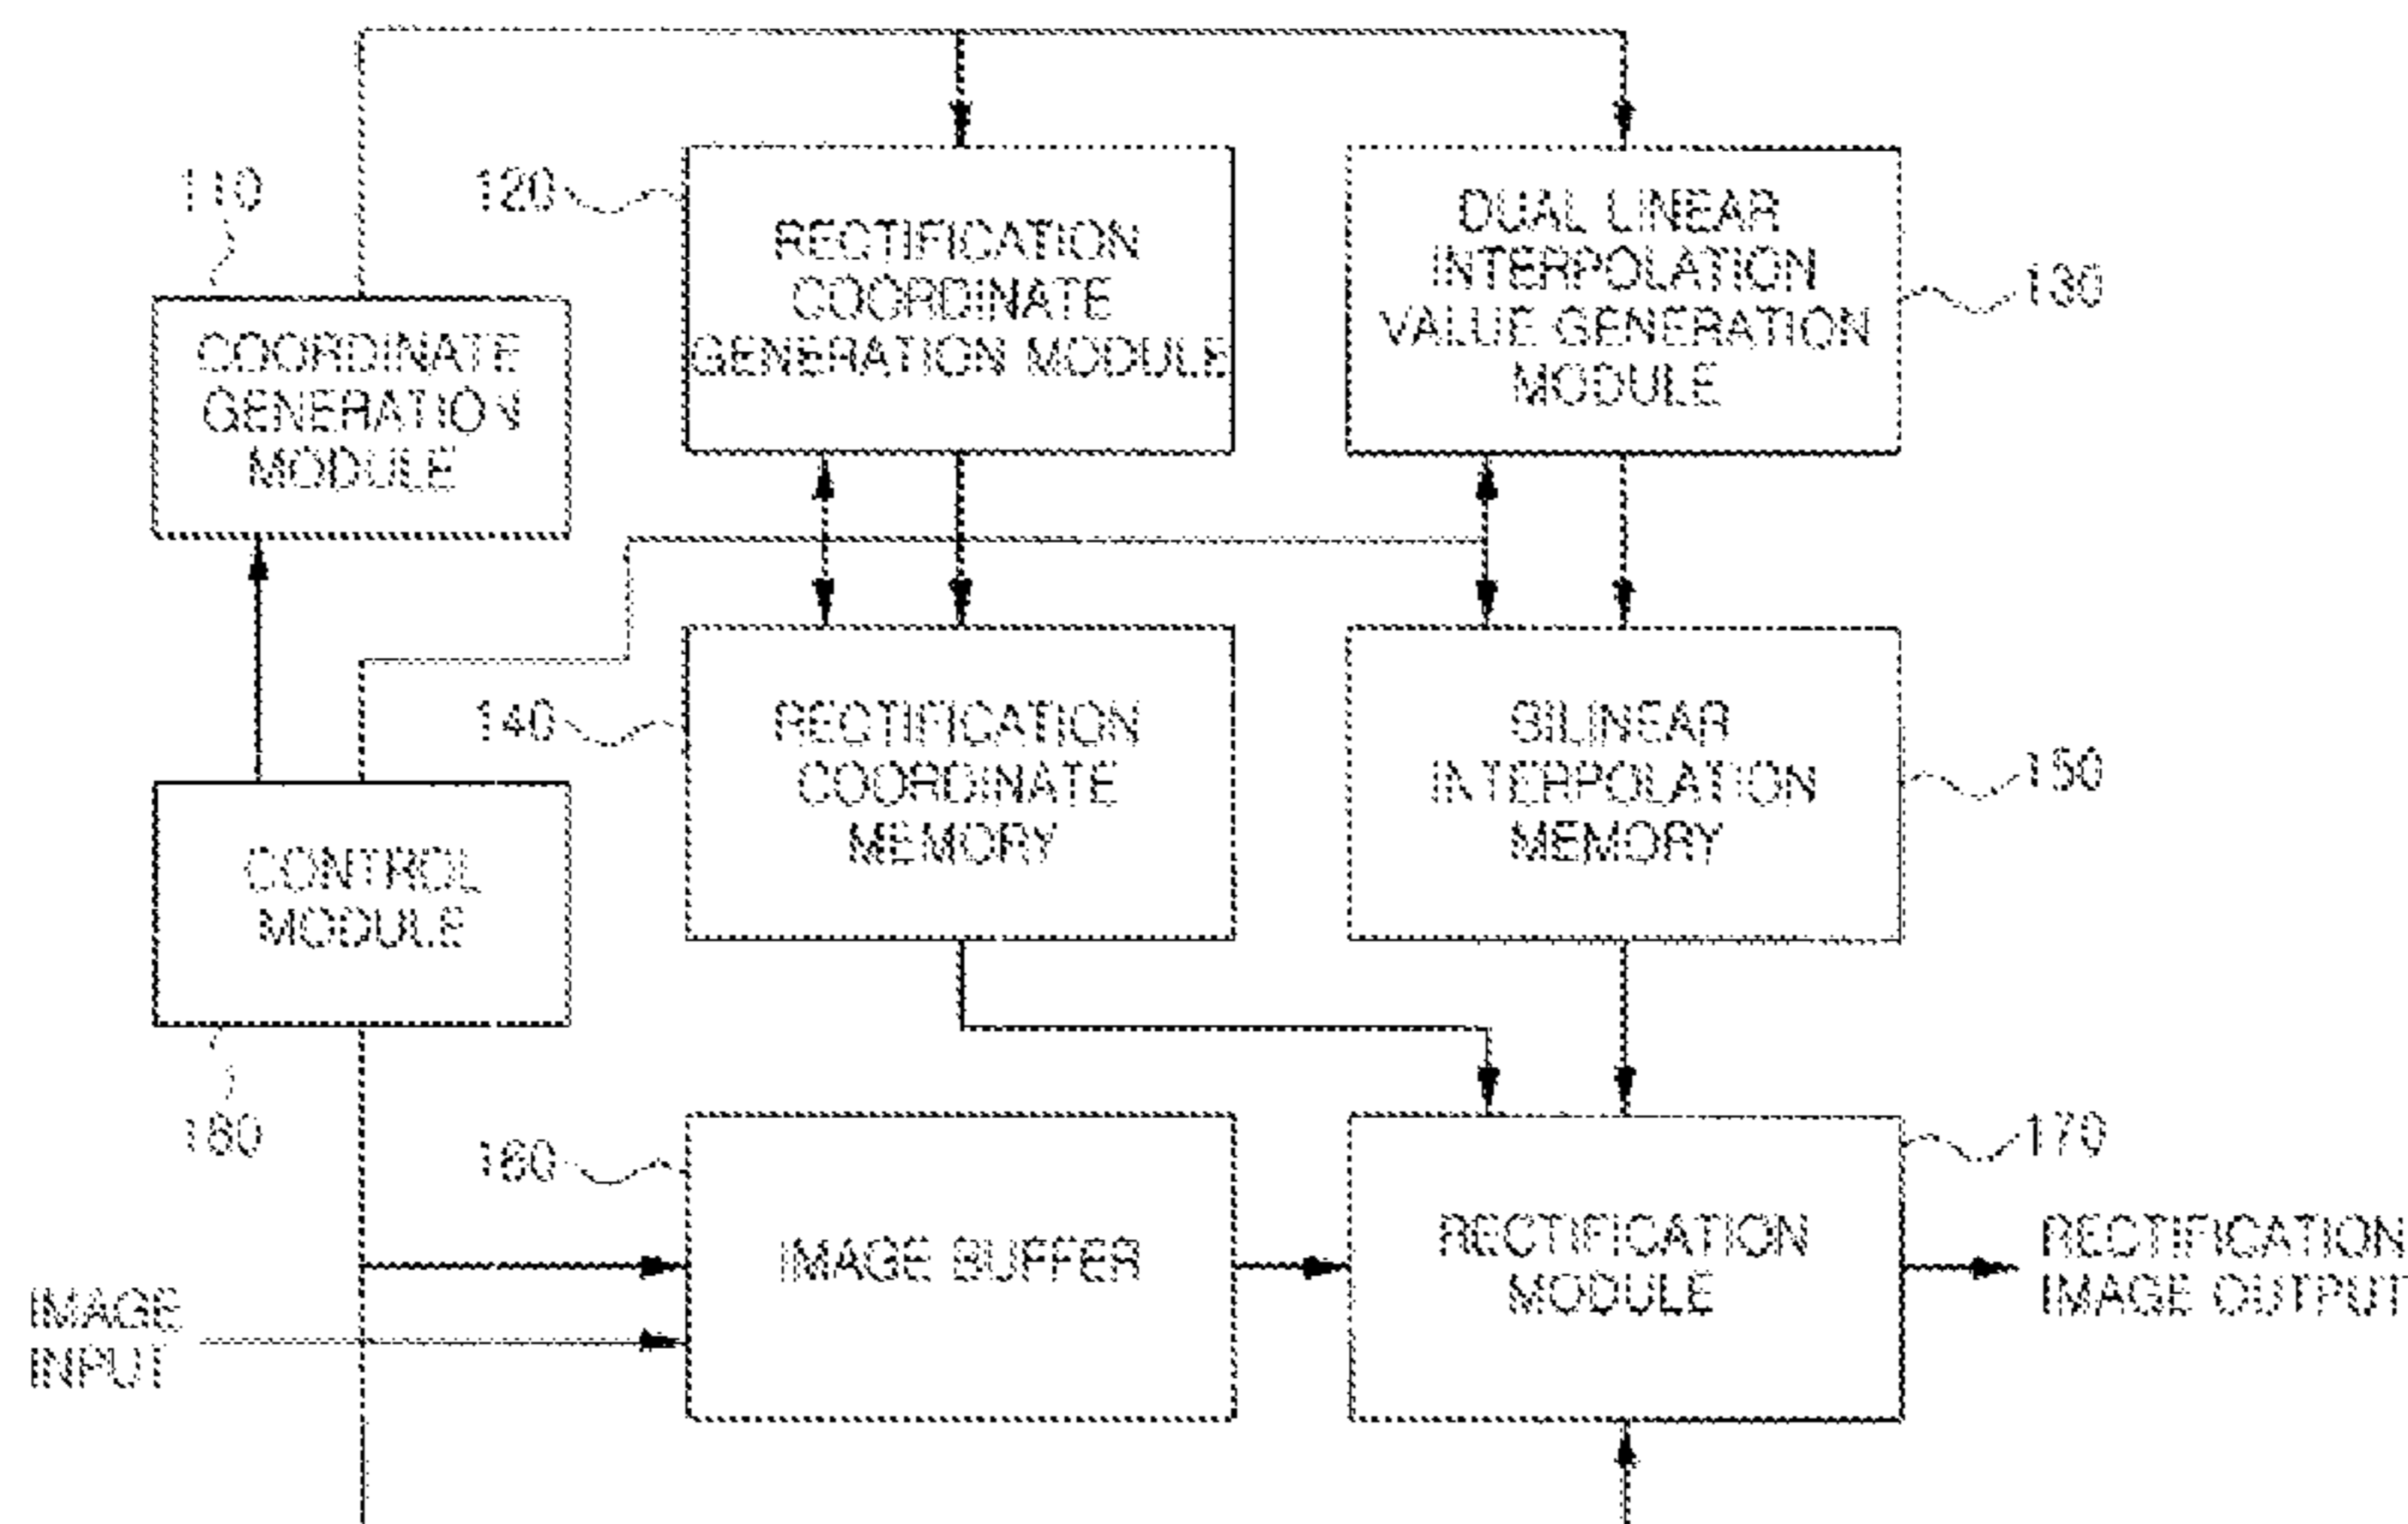 110
120
RECTIFICATION
COORDINATE
GENERATION MODULE
DUAL LINEAR
INTERPOLATION
VALUE GENERATION
MODULE
130
COORDINATE
GENERATION
MODULE
140
RECTIFICATION
COORDINATE
MEMORY
BILINEAR
INTERPOLATION
MEMORY
150
CONTROL
MODULE
160
IMAGE BUFFER
170
RECTIFICATION
MODULE
RECTIFICATION
IMAGE OUTPUT
IMAGE
INPUT